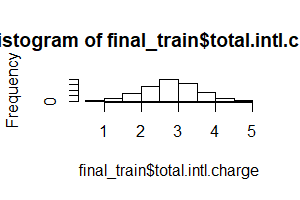 istogram of final_train$total.intl.c
Frequency
0
1 2 3 4 5
final_train$total.intl.charge